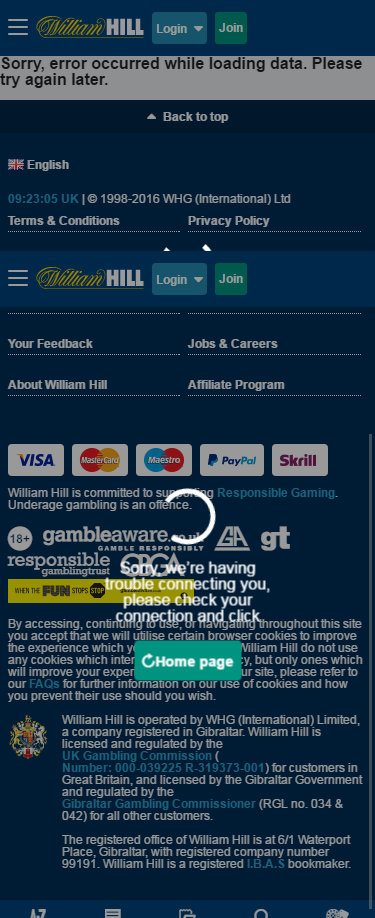 William HILL
Login
Join
Sorry, error occurred while loading data. Please
try again later.
Back to top
English
09:23:05 UK | © 1998-2016 WHG (International) Ltd
Terms & Conditions
Privacy Policy
William HILL
Login
Join
Your Feedback
Jobs & Careers
About William Hill
Affiliate Program
VISA
MasterCard
Maestro
PayPal
Skrill
William Hill is committed to supporting Responsible Gaming.
Underage gambling is an offence.
18+
gambleaware.co.uk
GAMBLE RESPONSIBLY
GA
gt
responsible
gamblingtrust
WHEN THE FUN STOPS STOP
Sorry, we're having
trouble connecting you,
please check your
connection and click
Home page
By accessing, continuing to use, or navigating throughout this site
you accept that we will utilise certain browser cookies to improve
the experience which you William Hill do not use
any cookies which cy, but only ones which
will improve your ur site, please refer to
our FAQs for further information on our use of cookies and how
you prevent their use should you wish.
William Hill is operated by WHG (International) Limited,
a company registered in Gibraltar. William Hill is
licensed and regulated by the
UK Gambling Commission (
Number: 000-039225 R-319373-001) for customers in
Great Britain, and licensed by the Gibraltar Government
and regulated by the
Gibraltar Gambling Commissioner (RGL no. 034 &
042) for all other customers.
The registered office of William Hill is at 6/1 Waterport
Place, Gibraltar, with registered company number
99191. William Hill is a registered I.B.A.S bookmaker.